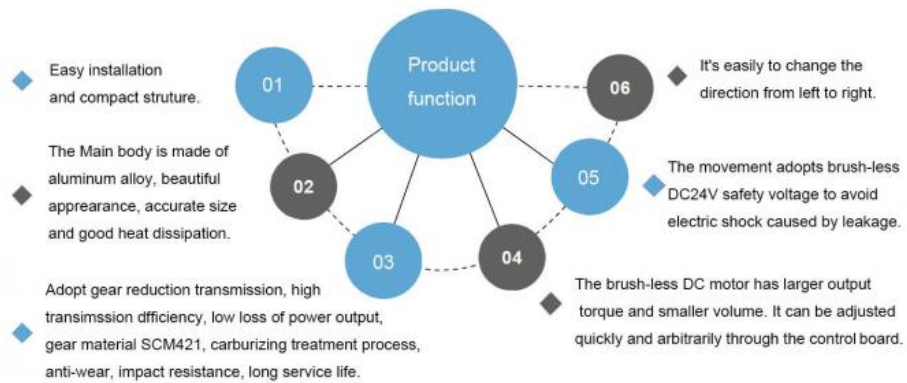 Product
function
01
Easy installation
and compact struture.
02
The Main body is made of
aluminum alloy, beautiful
apprearance, accurate size
and good heat dissipation.
03
Adopt gear reduction transmission, high
transimssion dfficiency, low loss of power output,
gear material SCM421, carburizing treatment process,
anti-wear, impact resistance, long service life.
04
The brush-less DC motor has larger output
torque and smaller volume. It can be adjusted
quickly and arbitrarily through the control board.
05
The movement adopts brush-less
DC24V safety voltage to avoid
electric shock caused by leakage.
06
It's easily to change the
direction from left to right.